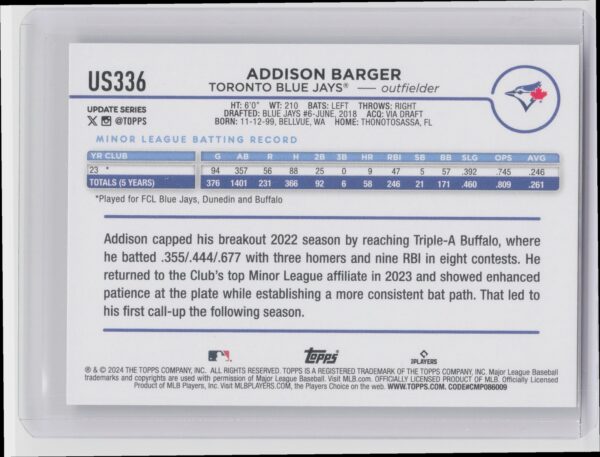 US336
ADDISON BARGER
TORONTO BLUE JAYS® — outfielder
UPDATE SERIES
@TOPPS
HT: 6'0" WT: 210 BATS: LEFT THROWS: RIGHT
DRAFTED: BLUE JAYS #6-JUNE, 2018 ACQ: VIA DRAFT
BORN: 11-12-99, BELLVUE, WA HOME: THONOTOSASSA, FL
MINOR LEAGUE BATTING RECORD
YR CLUB G AB R H 2B 3B HR RBI SB BB SLG OPS AVG
23 * 94 357 56 88 25 0 9 47 5 57 .392 .745 .246
TOTALS (5 YEARS) 376 1401 231 366 92 6 58 246 21 171 .460 .809 .261
*Played for FCL Blue Jays, Dunedin and Buffalo
Addison capped his breakout 2022 season by reaching Triple-A Buffalo, where
he batted .355/.444/.677 with three homers and nine RBI in eight contests. He
returned to the Club's top Minor League affiliate in 2023 and showed enhanced
patience at the plate while establishing a more consistent bat path. That led to
his first call-up the following season.
Topps
PLAYERS
® & © 2024 THE TOPPS COMPANY, INC. ALL RIGHTS RESERVED. TOPPS IS A REGISTERED TRADEMARK OF THE TOPPS COMPANY, INC. Major League Baseball
trademarks and copyrights are used with permission of Major League Baseball. Visit MLB.com. OFFICIALLY LICENSED PRODUCT OF MLB. Officially Licensed
Product of MLB Players, Inc. Visit MLBPLAYERS.COM, the Players Choice on the web. WWW.TOPPS.COM. CODE#CMP086009